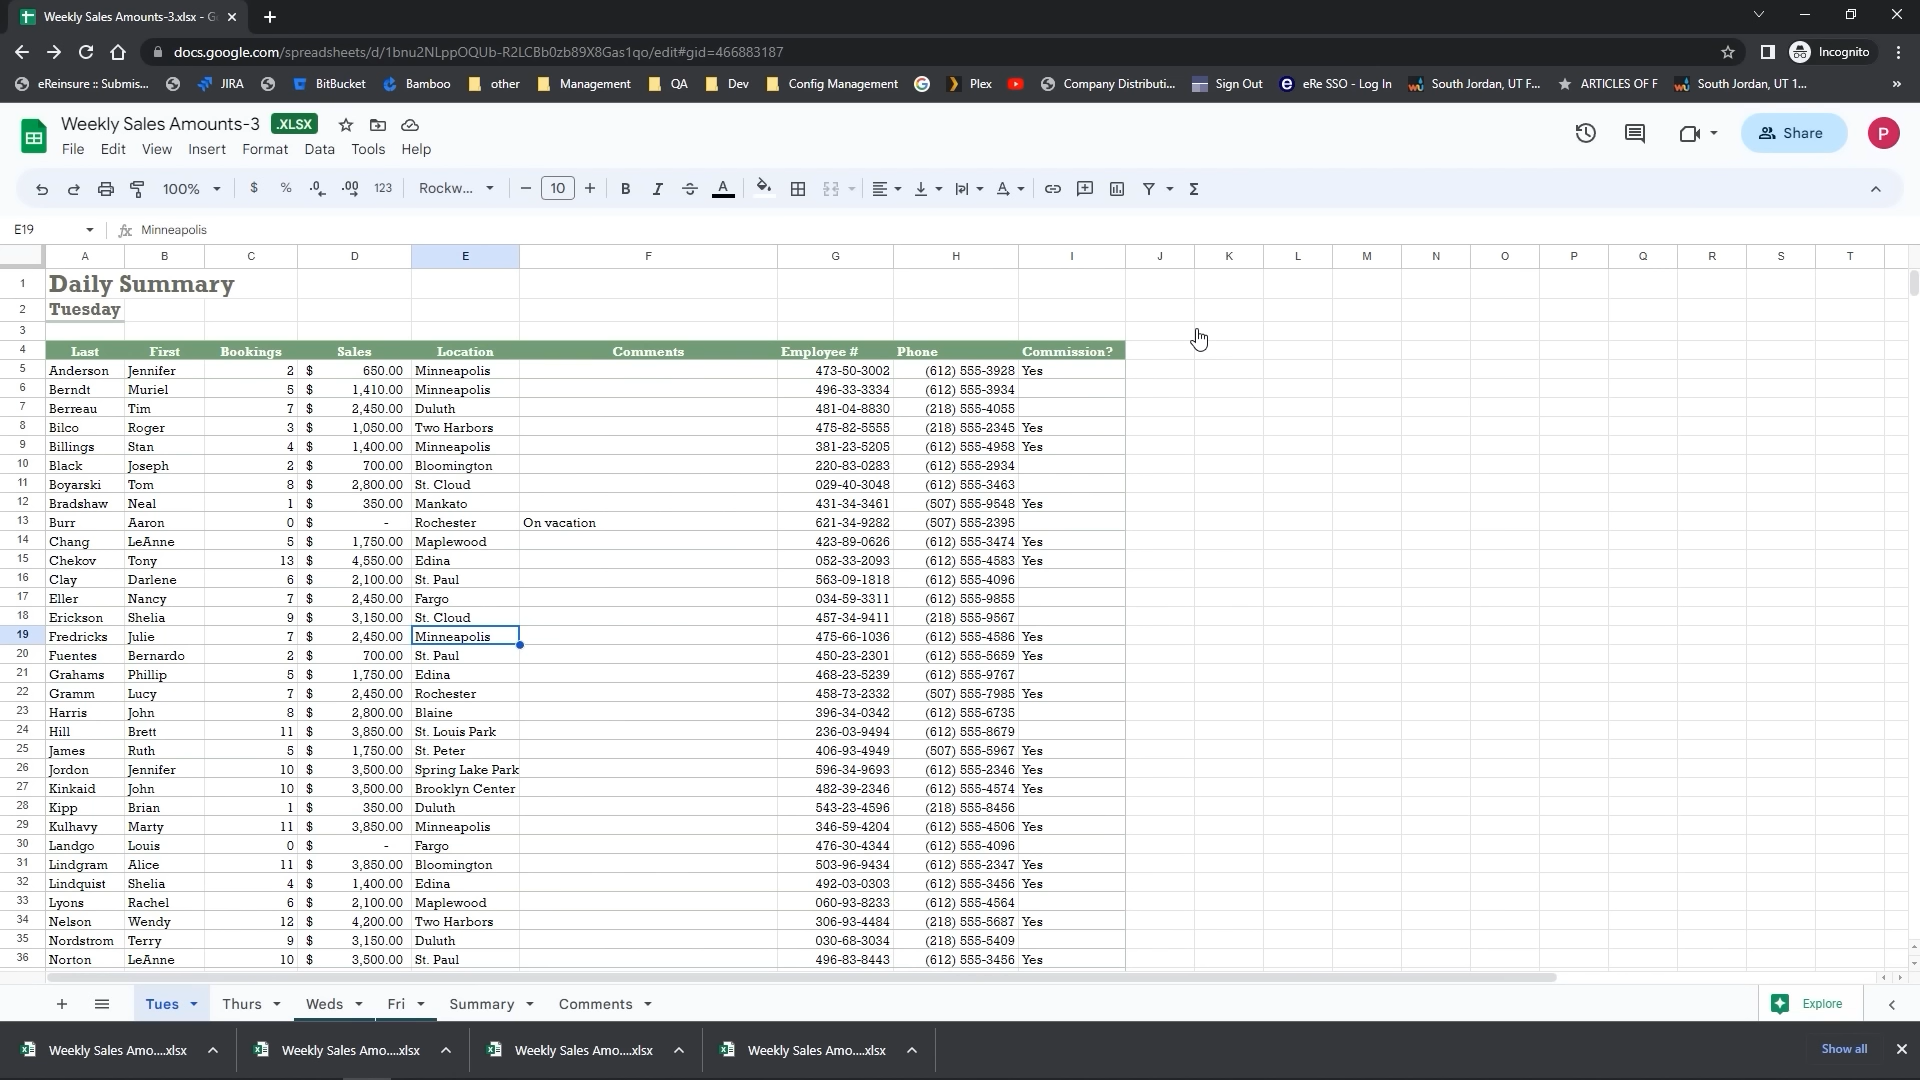 Weekly Sales Amounts-3.xlsx - G
docs.google.com/spreadsheets/d/1bnu2NLppOQUb-R2LCBb0zb89X8Gas1qo/edit#gid=466883187
Incognito
eReinsure :: Submis... JIRA BitBucket Bamboo other Management QA Dev Config Management Plex Company Distributi... Sign Out eRe SSO - Log In South Jordan, UT F... ARTICLES OF F South Jordan, UT 1... »
Weekly Sales Amounts-3 .XLSX
Share P
File Edit View Insert Format Data Tools Help
100% $ % .0 .00 123 Rockw... − 10 + B I S A Σ
E19 fx Minneapolis
A B C D E F G H I J K L M N O P Q R S T
1 Daily Summary
2 Tuesday
3
4 Last First Bookings Sales Location Comments Employee # Phone Commission?
5 Anderson Jennifer 2 $ 650.00 Minneapolis 473-50-3002 (612) 555-3928 Yes
6 Berndt Muriel 5 $ 1,410.00 Minneapolis 496-33-3334 (612) 555-3934
7 Berreau Tim 7 $ 2,450.00 Duluth 481-04-8830 (218) 555-4055
8 Bilco Roger 3 $ 1,050.00 Two Harbors 475-82-5555 (218) 555-2345 Yes
9 Billings Stan 4 $ 1,400.00 Minneapolis 381-23-5205 (612) 555-4958 Yes
10 Black Joseph 2 $ 700.00 Bloomington 220-83-0283 (612) 555-2934
11 Boyarski Tom 8 $ 2,800.00 St. Cloud 029-40-3048 (612) 555-3463
12 Bradshaw Neal 1 $ 350.00 Mankato 431-34-3461 (507) 555-9548 Yes
13 Burr Aaron 0 $ - Rochester On vacation 621-34-9282 (507) 555-2395
14 Chang LeAnne 5 $ 1,750.00 Maplewood 423-89-0626 (612) 555-3474 Yes
15 Chekov Tony 13 $ 4,550.00 Edina 052-33-2093 (612) 555-4583 Yes
16 Clay Darlene 6 $ 2,100.00 St. Paul 563-09-1818 (612) 555-4096
17 Eller Nancy 7 $ 2,450.00 Fargo 034-59-3311 (612) 555-9855
18 Erickson Shelia 9 $ 3,150.00 St. Cloud 457-34-9411 (218) 555-9567
19 Fredricks Julie 7 $ 2,450.00 Minneapolis 475-66-1036 (612) 555-4586 Yes
20 Fuentes Bernardo 2 $ 700.00 St. Paul 450-23-2301 (612) 555-5659 Yes
21 Grahams Phillip 5 $ 1,750.00 Edina 468-23-5239 (612) 555-9767
22 Gramm Lucy 7 $ 2,450.00 Rochester 458-73-2332 (507) 555-7985 Yes
23 Harris John 8 $ 2,800.00 Blaine 396-34-0342 (612) 555-6735
24 Hill Brett 11 $ 3,850.00 St. Louis Park 236-03-9494 (612) 555-8679
25 James Ruth 5 $ 1,750.00 St. Peter 406-93-4949 (507) 555-5967 Yes
26 Jordon Jennifer 10 $ 3,500.00 Spring Lake Park 596-34-9693 (612) 555-2346 Yes
27 Kinkaid John 10 $ 3,500.00 Brooklyn Center 482-39-2346 (612) 555-4574 Yes
28 Kipp Brian 1 $ 350.00 Duluth 543-23-4596 (218) 555-8456
29 Kulhavy Marty 11 $ 3,850.00 Minneapolis 346-59-4204 (612) 555-4506 Yes
30 Landgo Louis 0 $ - Fargo 476-30-4344 (612) 555-4096
31 Lindgram Alice 11 $ 3,850.00 Bloomington 503-96-9434 (612) 555-2347 Yes
32 Lindquist Shelia 4 $ 1,400.00 Edina 492-03-0303 (612) 555-3456 Yes
33 Lyons Rachel 6 $ 2,100.00 Maplewood 060-93-8233 (612) 555-4564
34 Nelson Wendy 12 $ 4,200.00 Two Harbors 306-93-4484 (218) 555-5687 Yes
35 Nordstrom Terry 9 $ 3,150.00 Duluth 030-68-3034 (218) 555-5409
36 Norton LeAnne 10 $ 3,500.00 St. Paul 496-83-8443 (612) 555-3456 Yes
Tues Thurs Weds Fri Summary Comments Explore
Weekly Sales Amo....xlsx Weekly Sales Amo....xlsx Weekly Sales Amo....xlsx Weekly Sales Amo....xlsx Show all